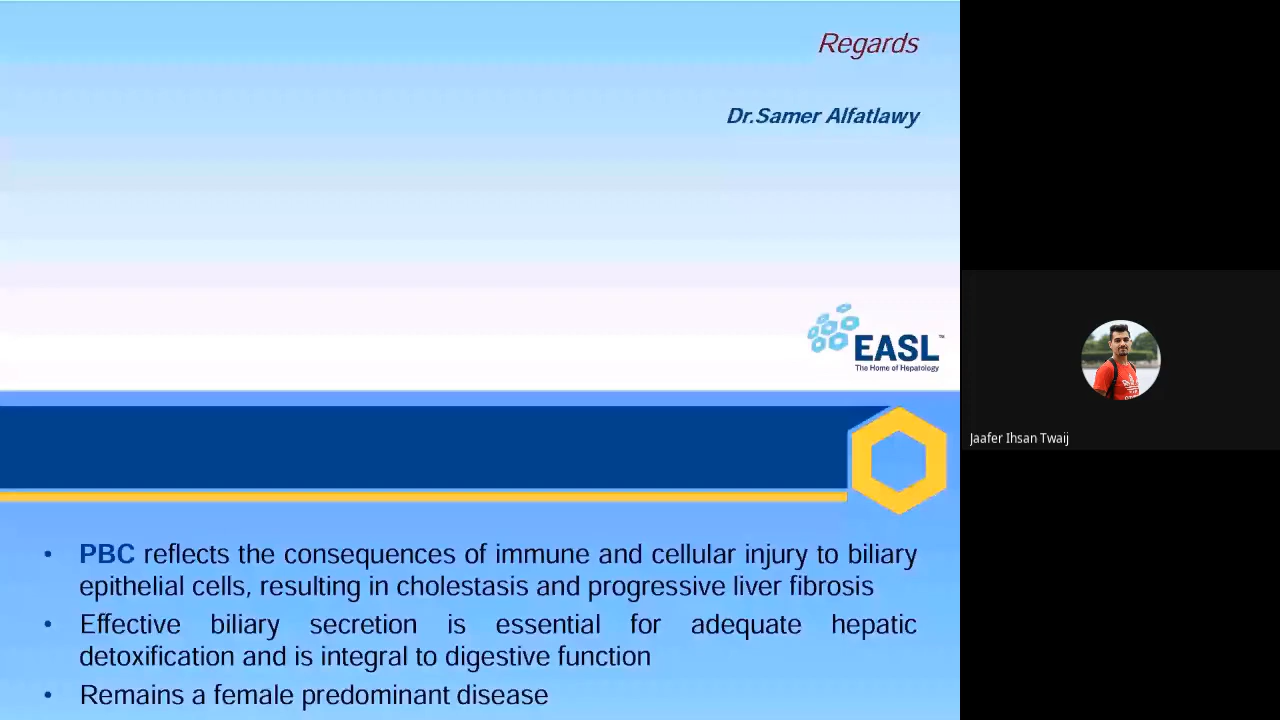 Regards
Dr.Samer Alfatlawy
EASL™
The Home of Hepatology
• PBC reflects the consequences of immune and cellular injury to biliary
epithelial cells, resulting in cholestasis and progressive liver fibrosis
• Effective biliary secretion is essential for adequate hepatic
detoxification and is integral to digestive function
• Remains a female predominant disease
Jaafer Ihsan Twaij